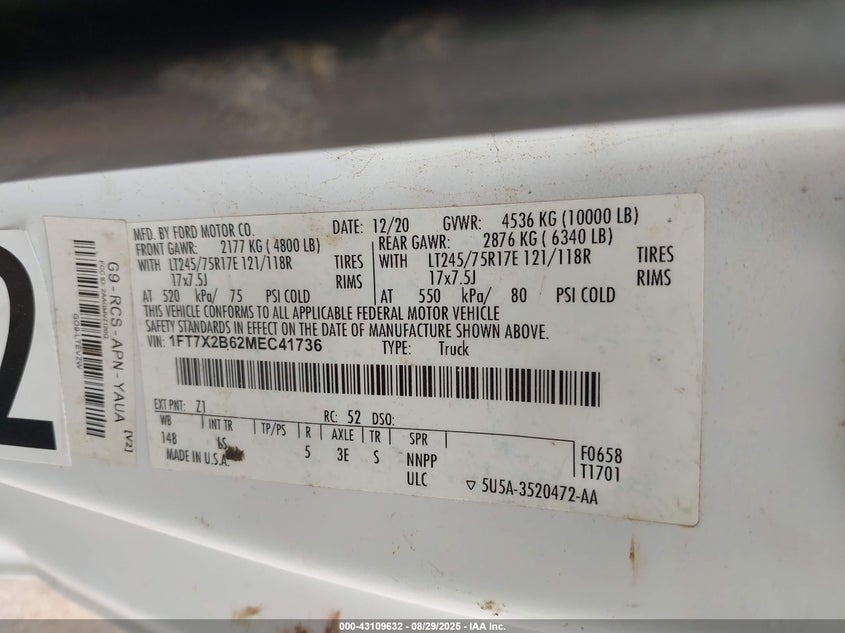 MFD. BY FORD MOTOR CO.
DATE: 12/20 GVWR: 4536 KG (10000 LB)
FRONT GAWR: 2177 KG ( 4800 LB)
REAR GAWR: 2876 KG ( 6340 LB)
WITH LT245/75R17E 121/118R TIRES
WITH LT245/75R17E 121/118R TIRES
17x7.5J RIMS
17x7.5J RIMS
AT 520 kPa/ 75 PSI COLD
AT 550 kPa/ 80 PSI COLD
THIS VEHICLE CONFORMS TO ALL APPLICABLE FEDERAL MOTOR VEHICLE
SAFETY STANDARDS IN EFFECT ON THE DATE OF MANUFACTURE SHOWN ABOVE.
VIN: 1FT7X2B62MEC41736 TYPE: Truck
EXT PNT: Z1 RC: 52 DSO:
WB INT TR TP/PS R AXLE TR SPR
148 LS 5 3E S NNPP
MADE IN U.S.A. ULC
F0658
T1701
5U5A-3520472-AA
G9-RCS-APN-YAUA [V2]
2
000-43109632 - 08/29/2025 - IAA Inc.